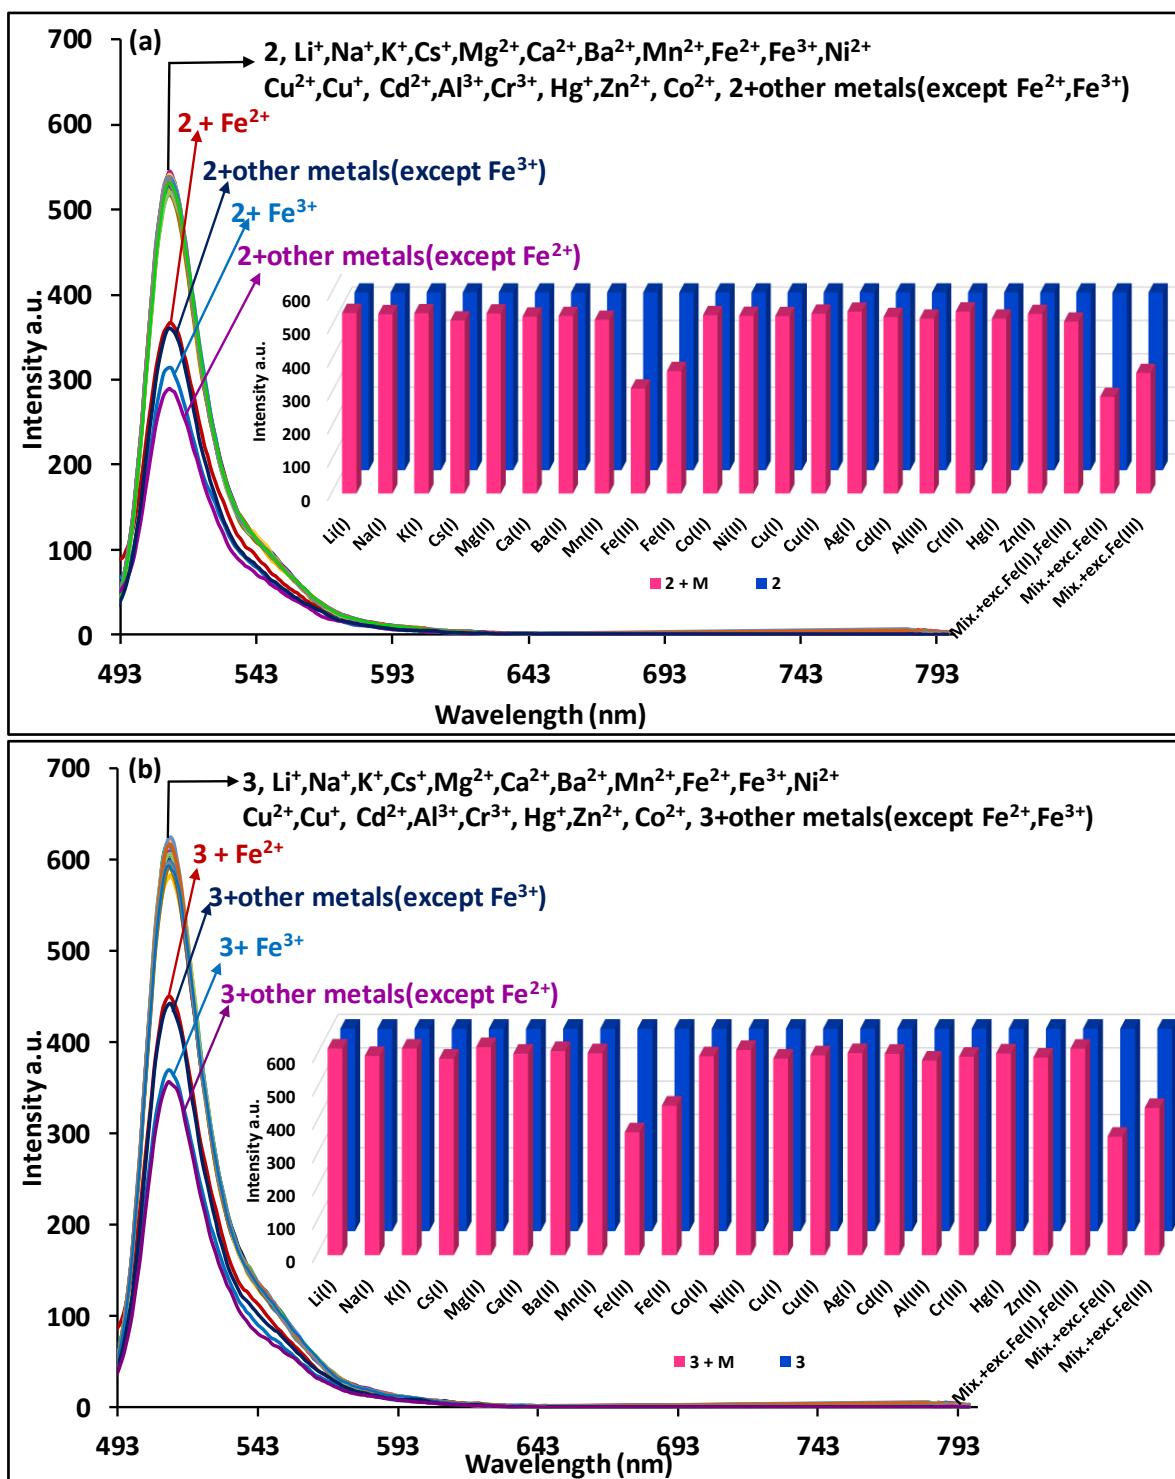 (a)
2, Li⁺,Na⁺,K⁺,Cs⁺,Mg²⁺,Ca²⁺,Ba²⁺,Mn²⁺,Fe²⁺,Fe³⁺,Ni²⁺
Cu²⁺,Cu⁺, Cd²⁺,Al³⁺,Cr³⁺, Hg⁺,Zn²⁺, Co²⁺, 2+other metals(except Fe²⁺,Fe³⁺)
2 + Fe²⁺
2+other metals(except Fe³⁺)
2+ Fe³⁺
2+other metals(except Fe²⁺)
Intensity a.u.
700
600
500
400
300
200
100
0
493
543
593
643
693
743
793
Wavelength (nm)
Intensity a.u.
600
500
400
300
200
100
0
Li(I)
Na(I)
K(I)
Cs(I)
Mg(II)
Ca(II)
Ba(II)
Mn(II)
Fe(III)
Fe(II)
Co(II)
Ni(II)
Cu(I)
Cu(II)
Ag(I)
Cd(II)
Al(III)
Cr(III)
Hg(I)
Zn(II)
Mix.+exc.Fe(II),Fe(III)
Mix.+exc.Fe(II)
Mix.+exc.Fe(III)
2 + M
2
(b)
3, Li⁺,Na⁺,K⁺,Cs⁺,Mg²⁺,Ca²⁺,Ba²⁺,Mn²⁺,Fe²⁺,Fe³⁺,Ni²⁺
Cu²⁺,Cu⁺, Cd²⁺,Al³⁺,Cr³⁺, Hg⁺,Zn²⁺, Co²⁺, 3+other metals(except Fe²⁺,Fe³⁺)
3 + Fe²⁺
3+other metals(except Fe³⁺)
3+ Fe³⁺
3+other metals(except Fe²⁺)
Intensity a.u.
700
600
500
400
300
200
100
0
493
543
593
643
693
743
793
Wavelength (nm)
Intensity a.u.
600
500
400
300
200
100
0
Li(I)
Na(I)
K(I)
Cs(I)
Mg(II)
Ca(II)
Ba(II)
Mn(II)
Fe(III)
Fe(II)
Co(II)
Ni(II)
Cu(I)
Cu(II)
Ag(I)
Cd(II)
Al(III)
Cr(III)
Hg(I)
Zn(II)
Mix.+exc.Fe(II),Fe(III)
Mix.+exc.Fe(II)
Mix.+exc.Fe(III)
3 + M
3